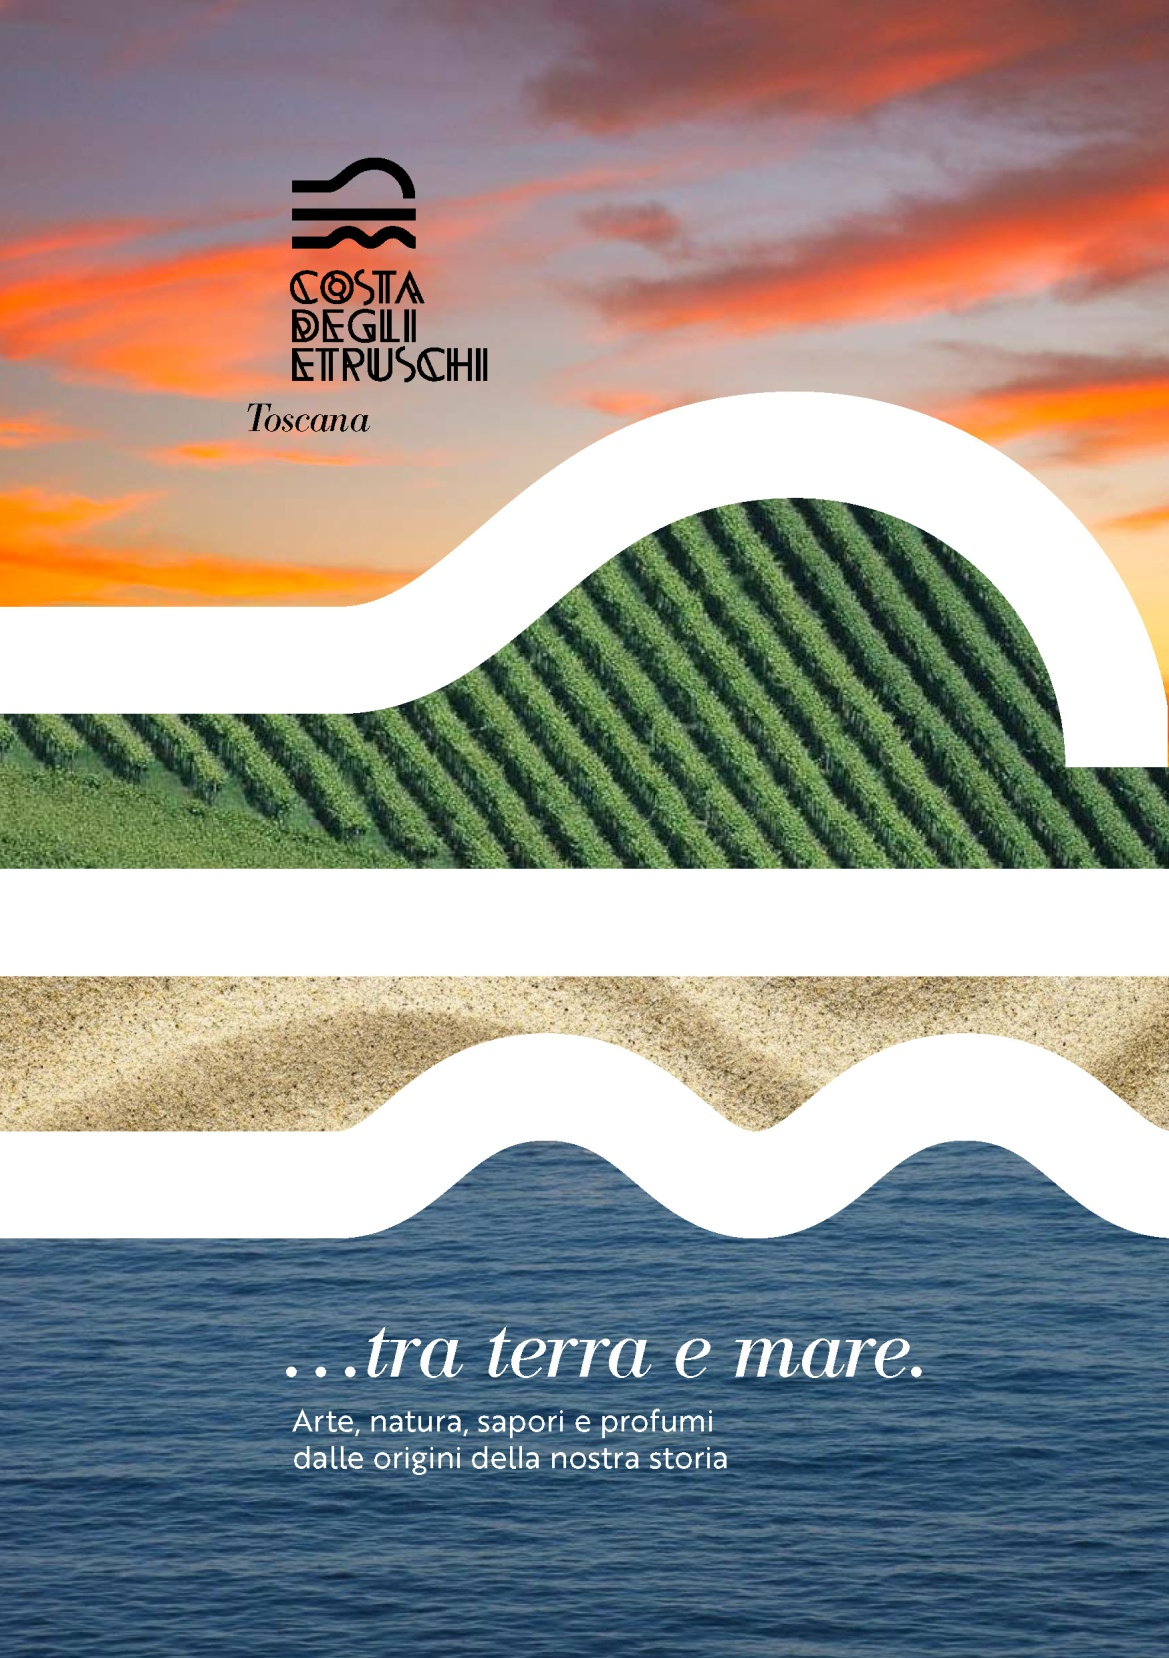 COSTA
DEGLI
ETRUSCHI
Toscana
...tra terra e mare.
Arte, natura, sapori e profumi
dalle origini della nostra storia